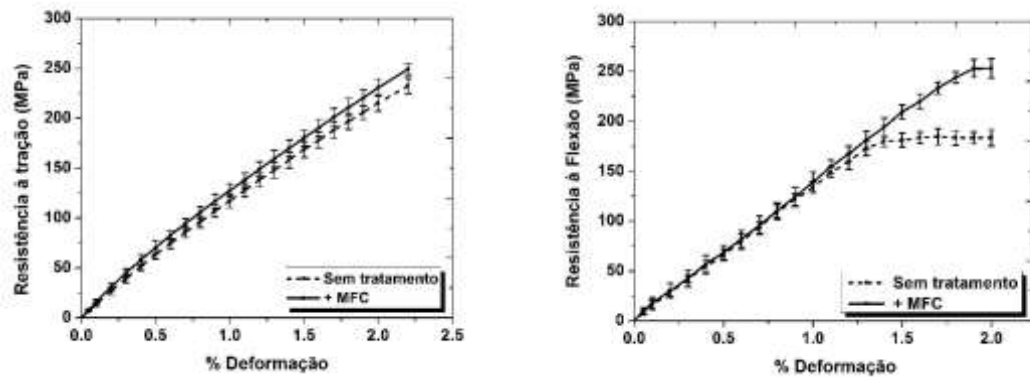 Resistência à tração (MPa)
300
250
200
150
100
50
0
0.0 0.5 1.0 1.5 2.0 2.5
% Deformação
Sem tratamento
+ MFC
Resistência à Flexão (MPa)
300
250
200
150
100
50
0
0.0 0.5 1.0 1.5 2.0
% Deformação
Sem tratamento
+ MFC